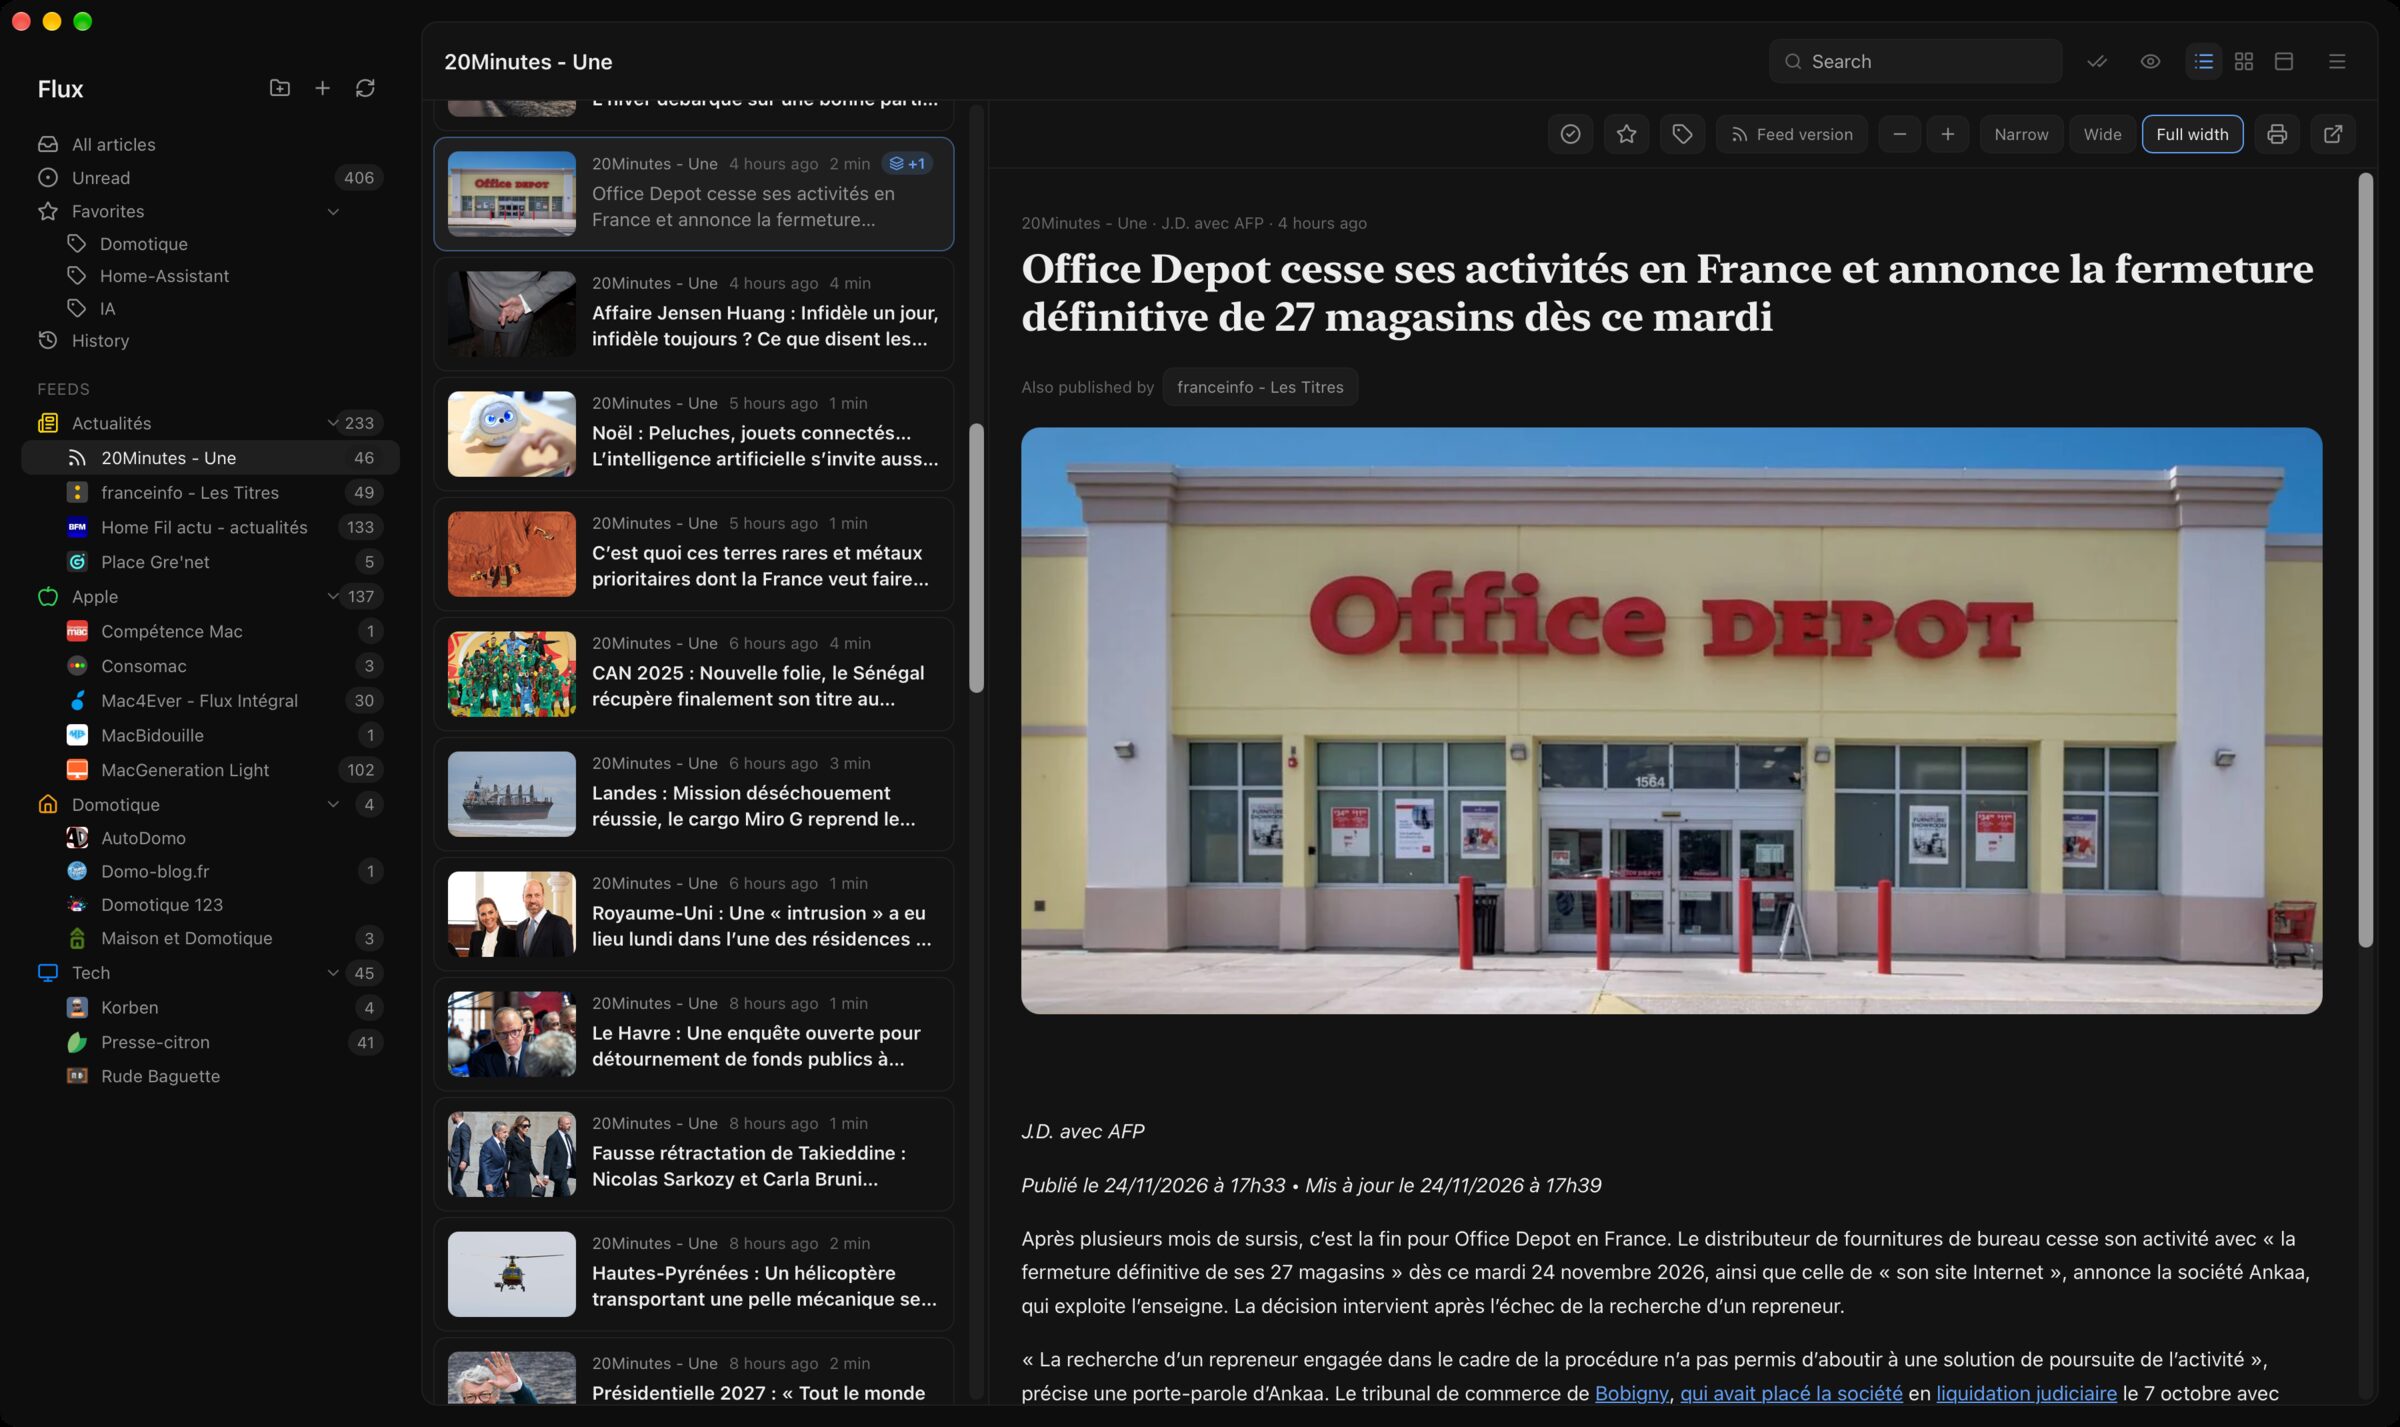 Flux
All articles
Unread 406
Favorites
Domotique
Home-Assistant
IA
History
FEEDS
Actualités 233
20Minutes - Une 46
franceinfo - Les Titres 49
Home Fil actu - actualités 133
Place Gre'net 5
Apple 137
Compétence Mac 1
Consomac 3
Mac4Ever - Flux Intégral 30
MacBidouille 1
MacGeneration Light 102
Domotique 4
AutoDomo
Domo-blog.fr 1
Domotique 123
Maison et Domotique 3
Tech 45
Korben 4
Presse-citron 41
Rude Baguette
20Minutes - Une
Search
L'hiver débarque sur une bonne parti...
20Minutes - Une 4 hours ago 2 min +1
Office Depot cesse ses activités en
France et annonce la fermeture...
20Minutes - Une 4 hours ago 4 min
Affaire Jensen Huang : Infidèle un jour,
infidèle toujours ? Ce que disent les...
20Minutes - Une 5 hours ago 1 min
Noël : Peluches, jouets connectés...
L’intelligence artificielle s’invite auss...
20Minutes - Une 5 hours ago 1 min
C’est quoi ces terres rares et métaux
prioritaires dont la France veut faire...
20Minutes - Une 6 hours ago 4 min
CAN 2025 : Nouvelle folie, le Sénégal
récupère finalement son titre au...
20Minutes - Une 6 hours ago 3 min
Landes : Mission déséchouement
réussie, le cargo Miro G reprend le...
20Minutes - Une 6 hours ago 1 min
Royaume-Uni : Une « intrusion » a eu
lieu lundi dans l’une des résidences ...
20Minutes - Une 8 hours ago 1 min
Le Havre : Une enquête ouverte pour
détournement de fonds publics à...
20Minutes - Une 8 hours ago 1 min
Fausse rétractation de Takieddine :
Nicolas Sarkozy et Carla Bruni...
20Minutes - Une 8 hours ago 2 min
Hautes-Pyrénées : Un hélicoptère
transportant une pelle mécanique se...
20Minutes - Une 8 hours ago 2 min
Présidentielle 2027 : « Tout le monde
Feed version
Narrow
Wide
Full width
20Minutes - Une · J.D. avec AFP · 4 hours ago
Office Depot cesse ses activités en France et annonce la fermeture
définitive de 27 magasins dès ce mardi
Also published by franceinfo - Les Titres
Office DEPOT
1564
J.D. avec AFP
Publié le 24/11/2026 à 17h33 • Mis à jour le 24/11/2026 à 17h39
Après plusieurs mois de sursis, c’est la fin pour Office Depot en France. Le distributeur de fournitures de bureau cesse son activité avec « la
fermeture définitive de ses 27 magasins » dès ce mardi 24 novembre 2026, ainsi que celle de « son site Internet », annonce la société Ankaa,
qui exploite l’enseigne. La décision intervient après l’échec de la recherche d’un repreneur.
« La recherche d’un repreneur engagée dans le cadre de la procédure n’a pas permis d’aboutir à une solution de poursuite de l’activité »,
précise une porte-parole d’Ankaa. Le tribunal de commerce de Bobigny, qui avait placé la société en liquidation judiciaire le 7 octobre avec